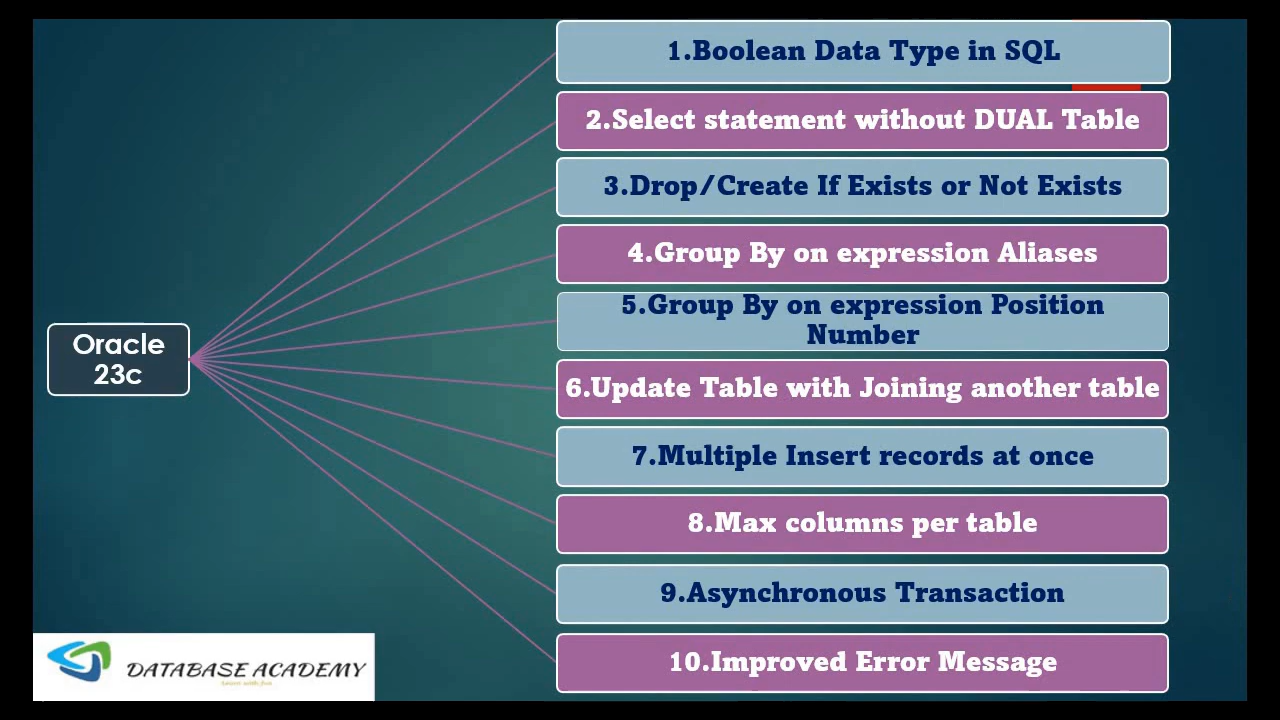 1.Boolean Data Type in SQL
2.Select statement without DUAL Table
3.Drop/Create If Exists or Not Exists
4.Group By on expression Aliases
5.Group By on expression Position
Number
Oracle
23c
6.Update Table with Joining another table
7.Multiple Insert records at once
8.Max columns per table
9.Asynchronous Transaction
10.Improved Error Message
DATABASE ACADEMY
Learn with fun